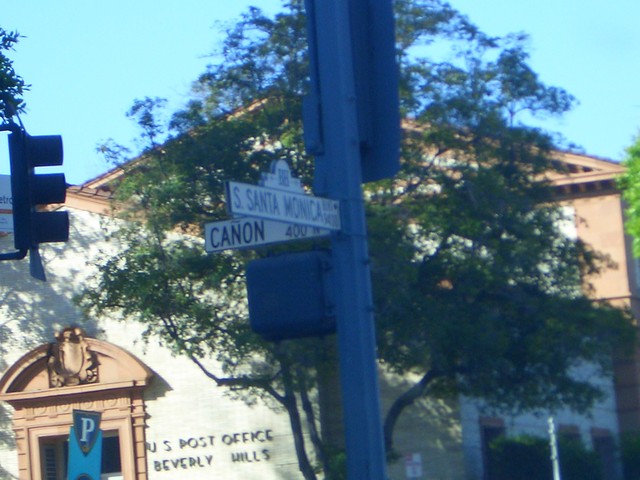 S. SANTA MONICA
CANON 400
P
U S POST OFFICE
BEVERLY HILLS